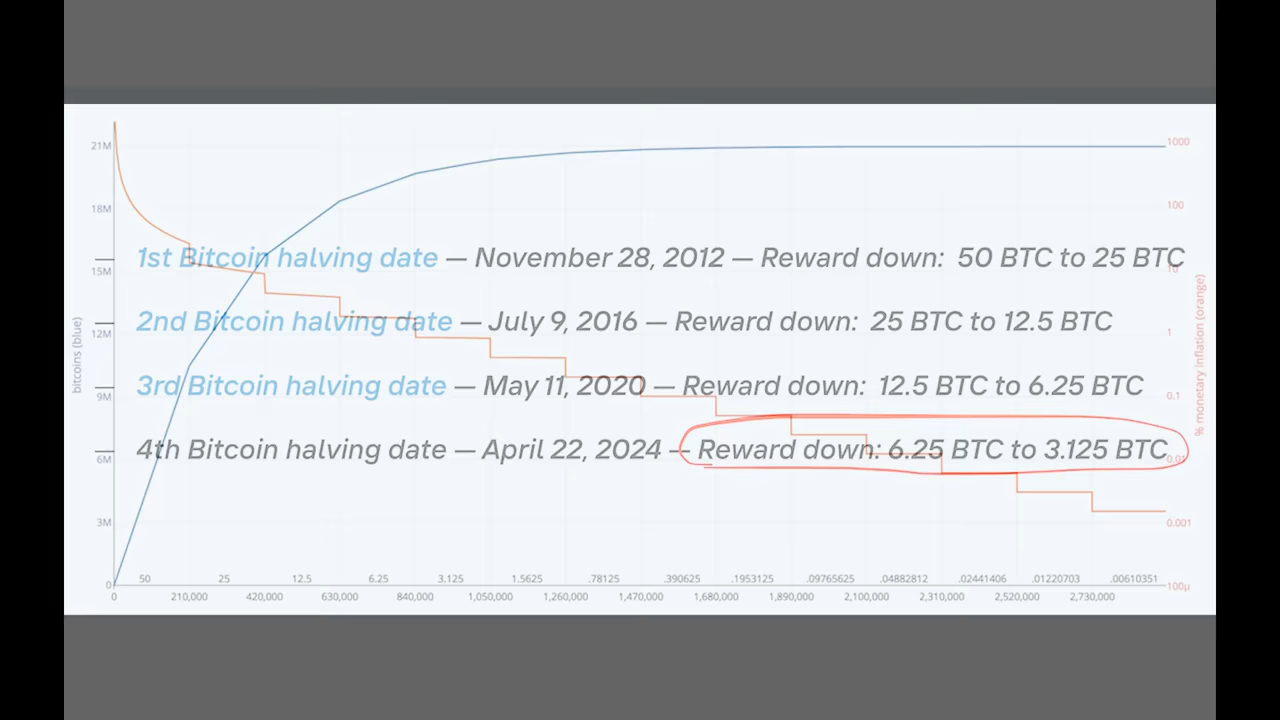 21M
18M
15M
12M
9M
6M
3M
0
bitcoins (blue)
1st Bitcoin halving date — November 28, 2012 — Reward down: 50 BTC to 25 BTC
2nd Bitcoin halving date — July 9, 2016 — Reward down: 25 BTC to 12.5 BTC
3rd Bitcoin halving date — May 11, 2020 — Reward down: 12.5 BTC to 6.25 BTC
4th Bitcoin halving date — April 22, 2024 — Reward down: 6.25 BTC to 3.125 BTC
1000
100
10
1
0.1
0.01
0.001
100µ
% monetary inflation (orange)
50 25 12.5 6.25 3.125 1.5625 .78125 .390625 .1953125 .09765625 .04882812 .02441406 .01220703 .00610351
0 210,000 420,000 630,000 840,000 1,050,000 1,260,000 1,470,000 1,680,000 1,890,000 2,100,000 2,310,000 2,520,000 2,730,000